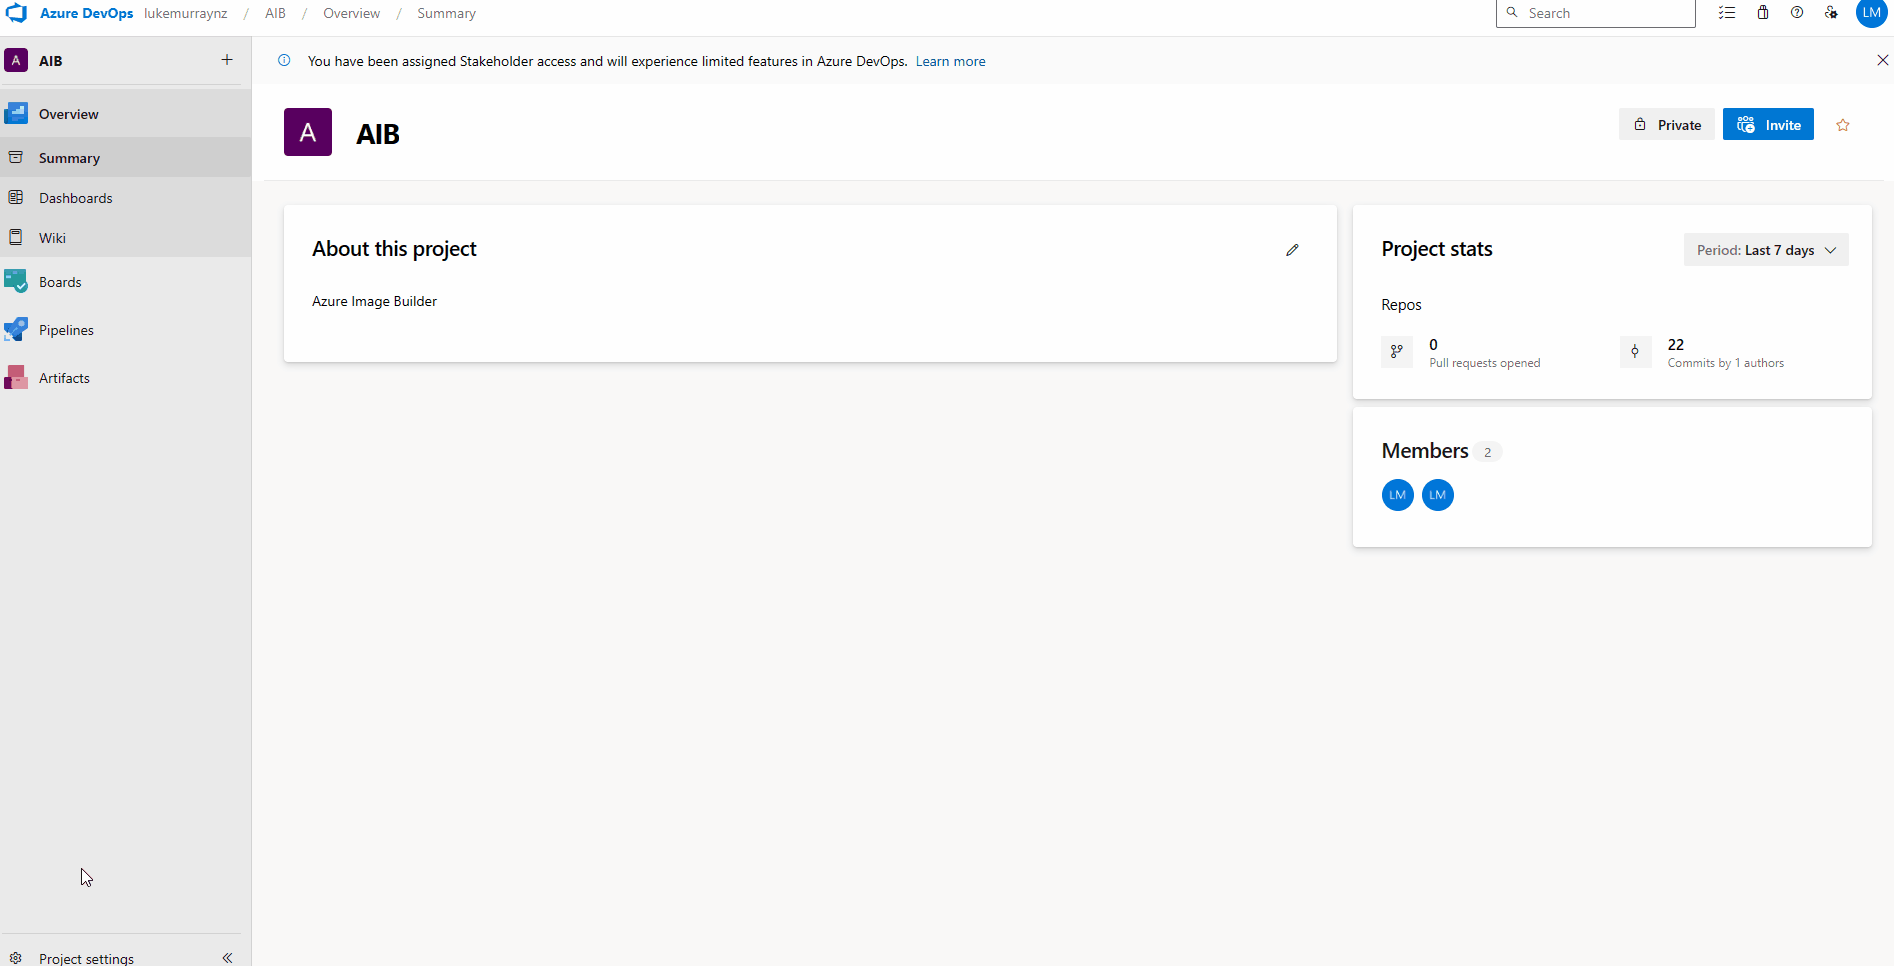 Azure DevOps lukemurraynz / AIB / Overview / Summary
Search
LM
A AIB
You have been assigned Stakeholder access and will experience limited features in Azure DevOps. Learn more
Overview
Summary
Dashboards
Wiki
Boards
Pipelines
Artifacts
Project settings
A AIB
Private
Invite
About this project
Azure Image Builder
Project stats
Period: Last 7 days
Repos
0
Pull requests opened
22
Commits by 1 authors
Members 2
LM LM